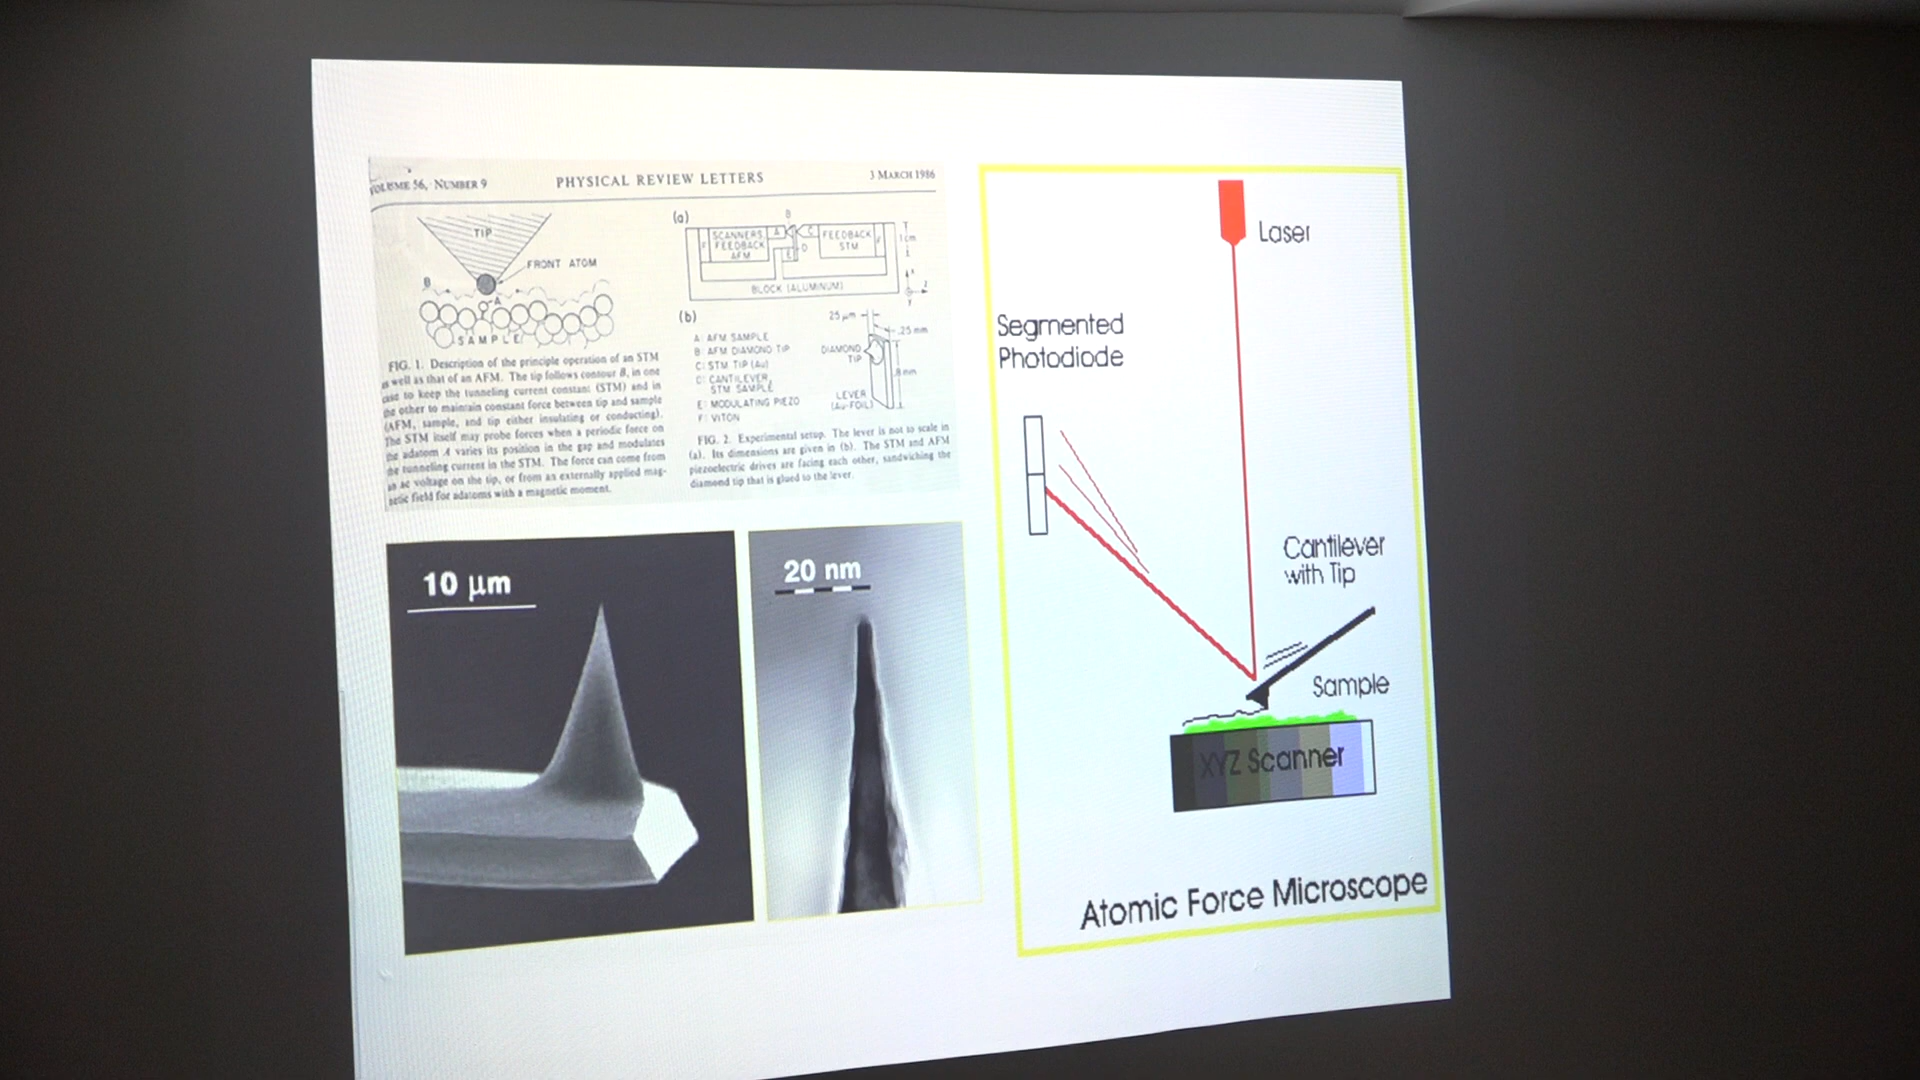 VOLUME 56, NUMBER 9
PHYSICAL REVIEW LETTERS
3 MARCH 1986
TIP
FRONT ATOM
B
A
SAMPLE
FIG. 1. Description of the principle operation of an STM
as well as that of an AFM. The tip follows contour B, in one
case to keep the tunneling current constant (STM) and in
the other to maintain constant force between tip and sample
(AFM, sample, and tip either insulating or conducting).
The STM itself may probe forces when a periodic force on
the adatom A varies its position in the gap and modulates
the tunneling current in the STM. The force can come from
an ac voltage on the tip, or from an externally applied mag-
netic field for adatoms with a magnetic moment.
(a)
B
SCANNERS
FEEDBACK
AFM
A
C
D
E
F
FEEDBACK
STM
F
1cm
BLOCK (ALUMINUM)
x
y
z
(b)
A: AFM SAMPLE
B: AFM DIAMOND TIP
C: STM TIP (Au)
D: CANTILEVER,
STM SAMPLE
E: MODULATING PIEZO
F: VITON
25 μm
.25 mm
DIAMOND
TIP
.8mm
LEVER
(Au-FOIL)
FIG. 2. Experimental setup. The lever is not to scale in
(a). Its dimensions are given in (b). The STM and AFM
piezoelectric drives are facing each other, sandwiching the
diamond tip that is glued to the lever.
10 μm
20 nm
Laser
Segmented
Photodiode
Cantilever
with Tip
Sample
XYZ Scanner
Atomic Force Microscope